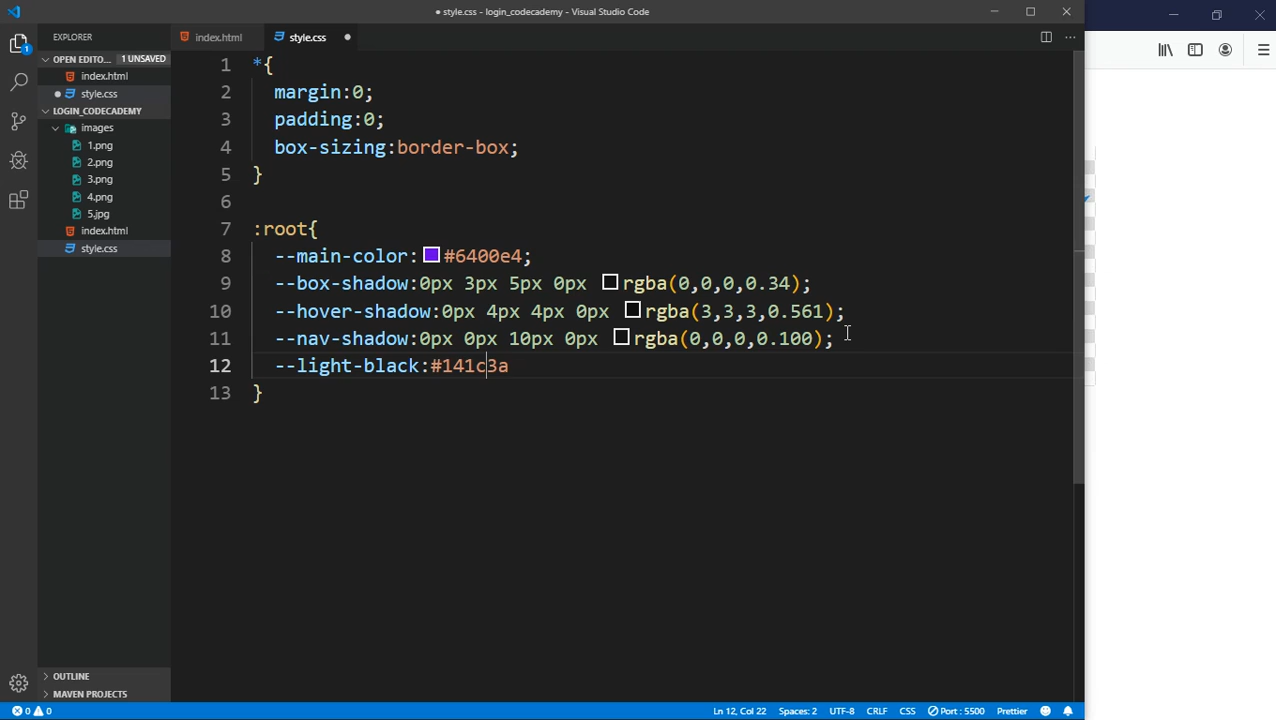 ● style.css - login_codecademy - Visual Studio Code
EXPLORER
OPEN EDITO... 1 UNSAVED
index.html
● style.css
LOGIN_CODECADEMY
images
1.png
2.png
3.png
4.png
5.jpg
index.html
style.css
OUTLINE
MAVEN PROJECTS
1
index.html
style.css ●
1 *{
2 margin:0;
3 padding:0;
4 box-sizing:border-box;
5 }
6
7 :root{
8 --main-color:#6400e4;
9 --box-shadow:0px 3px 5px 0px rgba(0,0,0,0.34);
10 --hover-shadow:0px 4px 4px 0px rgba(3,3,3,0.561);
11 --nav-shadow:0px 0px 10px 0px rgba(0,0,0,0.100);
12 --light-black:#141c3a
13 }
0 0 Ln 12, Col 22 Spaces: 2 UTF-8 CRLF CSS Port : 5500 Prettier